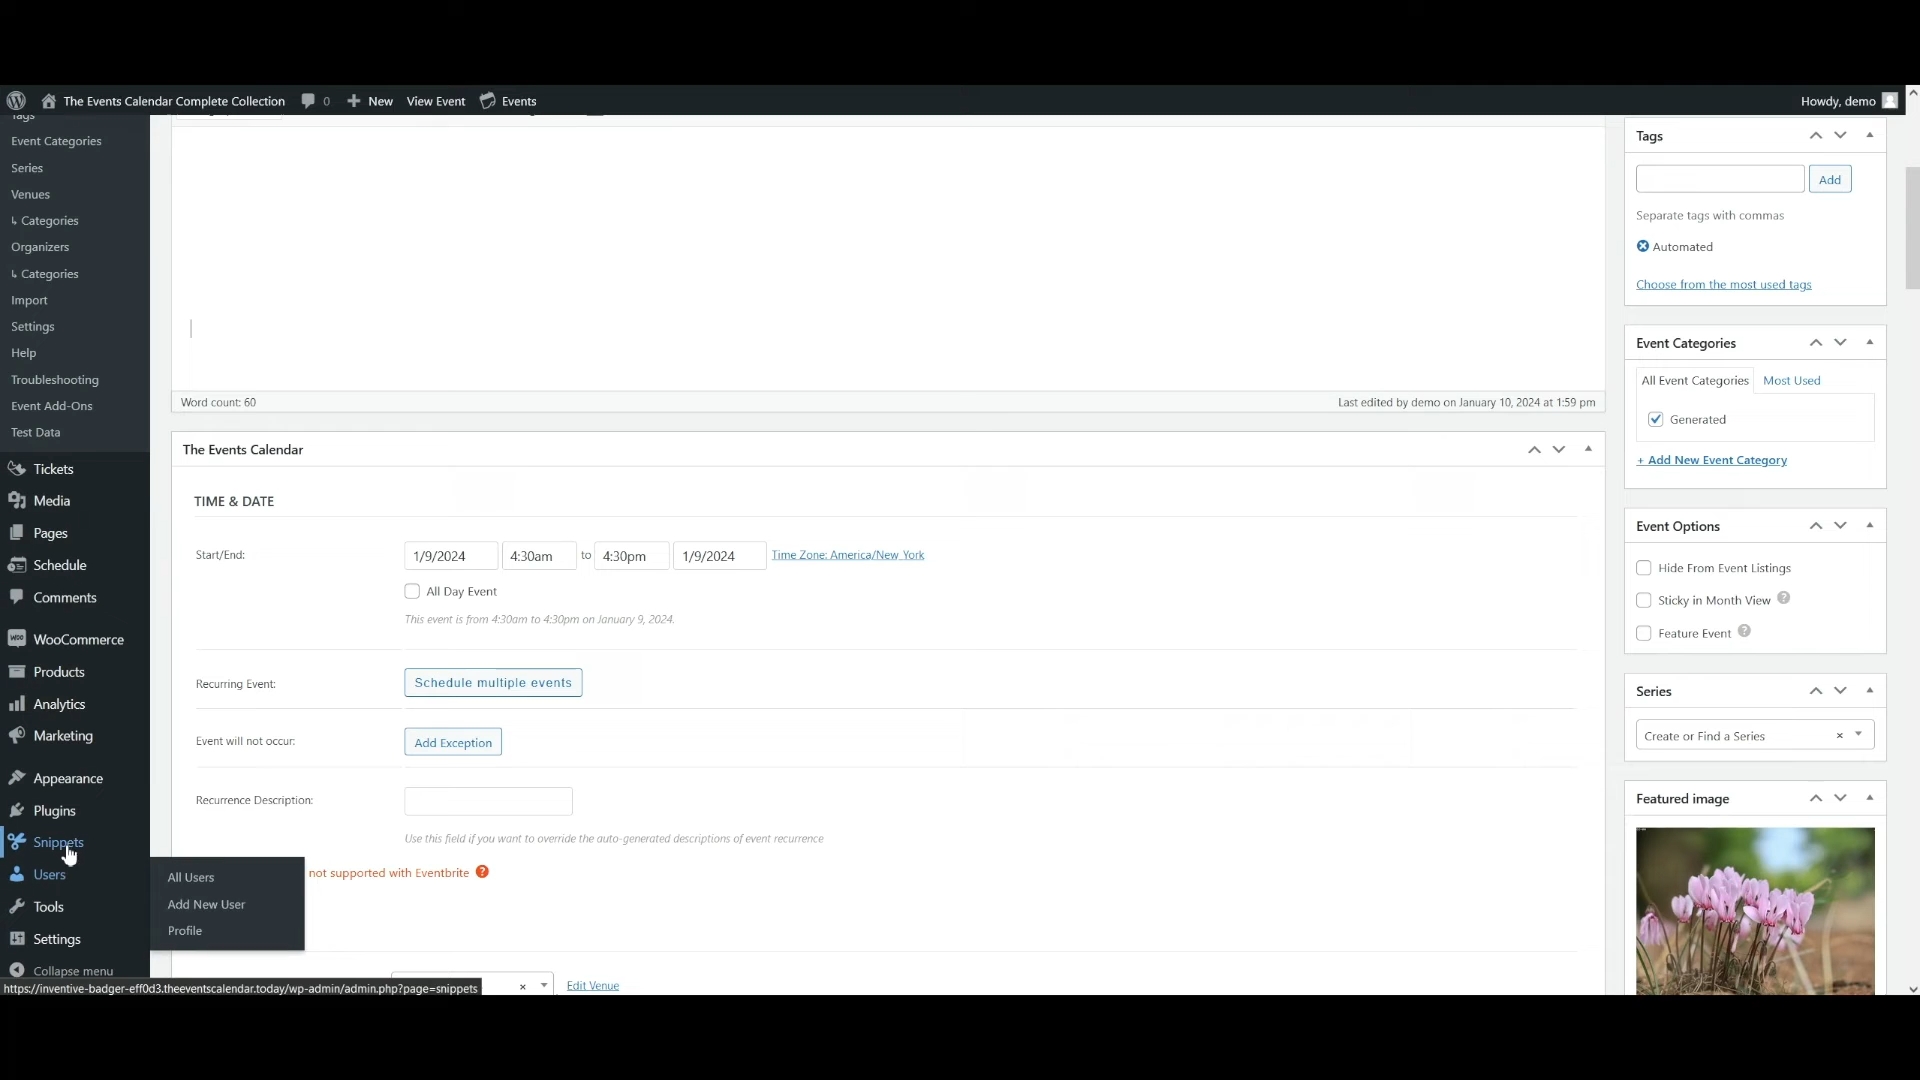 The Events Calendar Complete Collection 0 New View Event Events Howdy, demo
Tags
Event Categories
Series
Venues
↳ Categories
Organizers
↳ Categories
Import
Settings
Help
Troubleshooting
Event Add-Ons
Test Data
Tickets
Media
Pages
Schedule
Comments
WooCommerce
Products
Analytics
Marketing
Appearance
Plugins
Snippets
Users
Tools
Settings
Collapse menu
All Users
Add New User
Profile
https://inventive-badger-eff0d3.theeventscalendar.today/wp-admin/admin.php?page=snippets
Word count: 60 Last edited by demo on January 10, 2024 at 1:59 pm
The Events Calendar
TIME & DATE
Start/End: 1/9/2024 4:30am to 4:30pm 1/9/2024 Time Zone: America/New York
All Day Event
This event is from 4:30am to 4:30pm on January 9, 2024.
Recurring Event: Schedule multiple events
Event will not occur: Add Exception
Recurrence Description:
Use this field if you want to override the auto-generated descriptions of event recurrence
not supported with Eventbrite ?
× Edit Venue
Tags
Add
Separate tags with commas
Automated
Choose from the most used tags
Event Categories
All Event Categories Most Used
Generated
+ Add New Event Category
Event Options
Hide From Event Listings
Sticky in Month View ?
Feature Event ?
Series
Create or Find a Series ×
Featured image